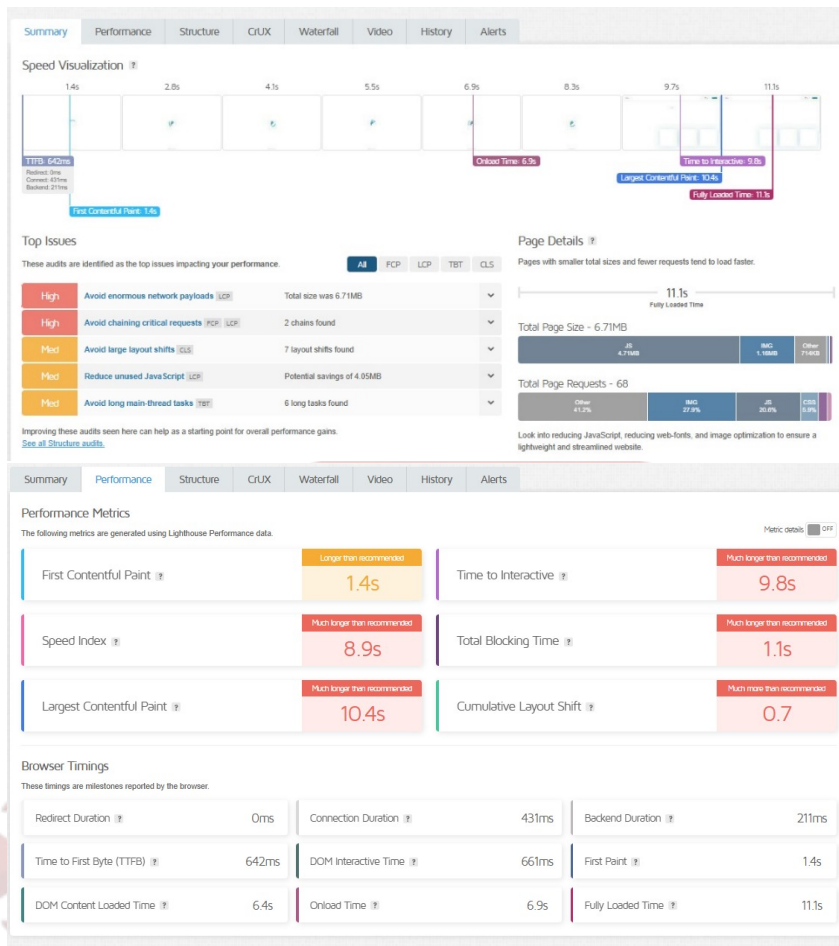 Summary Performance Structure CrUX Waterfall Video History Alerts
Speed Visualization ?
1.4s 2.8s 4.1s 5.5s 6.9s 8.3s 9.7s 11.1s
TTFB: 642ms
Redirect: 0ms
Connect: 431ms
Backend: 211ms
First Contentful Paint: 1.4s
Onload Time: 6.9s
Time to Interactive: 9.8s
Largest Contentful Paint: 10.4s
Fully Loaded Time: 11.1s
Top Issues
These audits are identified as the top issues impacting your performance.
All FCP LCP TBT CLS
High Avoid enormous network payloads LCP Total size was 6.71MB
High Avoid chaining critical requests FCP LCP 2 chains found
Med Avoid large layout shifts CLS 7 layout shifts found
Med Reduce unused JavaScript LCP Potential savings of 4.05MB
Med Avoid long main-thread tasks TBT 6 long tasks found
Improving these audits seen here can help as a starting point for overall performance gains.
See all Structure audits.
Page Details ?
Pages with smaller total sizes and fewer requests tend to load faster.
11.1s
Fully Loaded Time
Total Page Size - 6.71MB
JS IMG Other
4.71MB 1.16MB 714KB
Total Page Requests - 68
Other IMG JS CSS
41.2% 27.9% 20.6% 5.9%
Look into reducing JavaScript, reducing web-fonts, and image optimization to ensure a
lightweight and streamlined website.
Summary Performance Structure CrUX Waterfall Video History Alerts
Performance Metrics
The following metrics are generated using Lighthouse Performance data.
Metric details OFF
First Contentful Paint ?
Longer than recommended
1.4s
Time to Interactive ?
Much longer than recommended
9.8s
Speed Index ?
Much longer than recommended
8.9s
Total Blocking Time ?
Much longer than recommended
1.1s
Largest Contentful Paint ?
Much longer than recommended
10.4s
Cumulative Layout Shift ?
Much more than recommended
0.7
Browser Timings
These timings are milestones reported by the browser.
Redirect Duration ? 0ms Connection Duration ? 431ms Backend Duration ? 211ms
Time to First Byte (TTFB) ? 642ms DOM Interactive Time ? 661ms First Paint ? 1.4s
DOM Content Loaded Time ? 6.4s Onload Time ? 6.9s Fully Loaded Time ? 11.1s